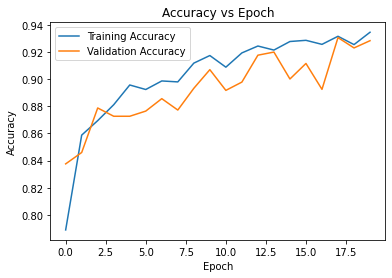 Accuracy vs Epoch
Training Accuracy
Validation Accuracy
0.94
0.92
0.90
0.88
0.86
0.84
0.82
0.80
Accuracy
0.0 2.5 5.0 7.5 10.0 12.5 15.0 17.5
Epoch